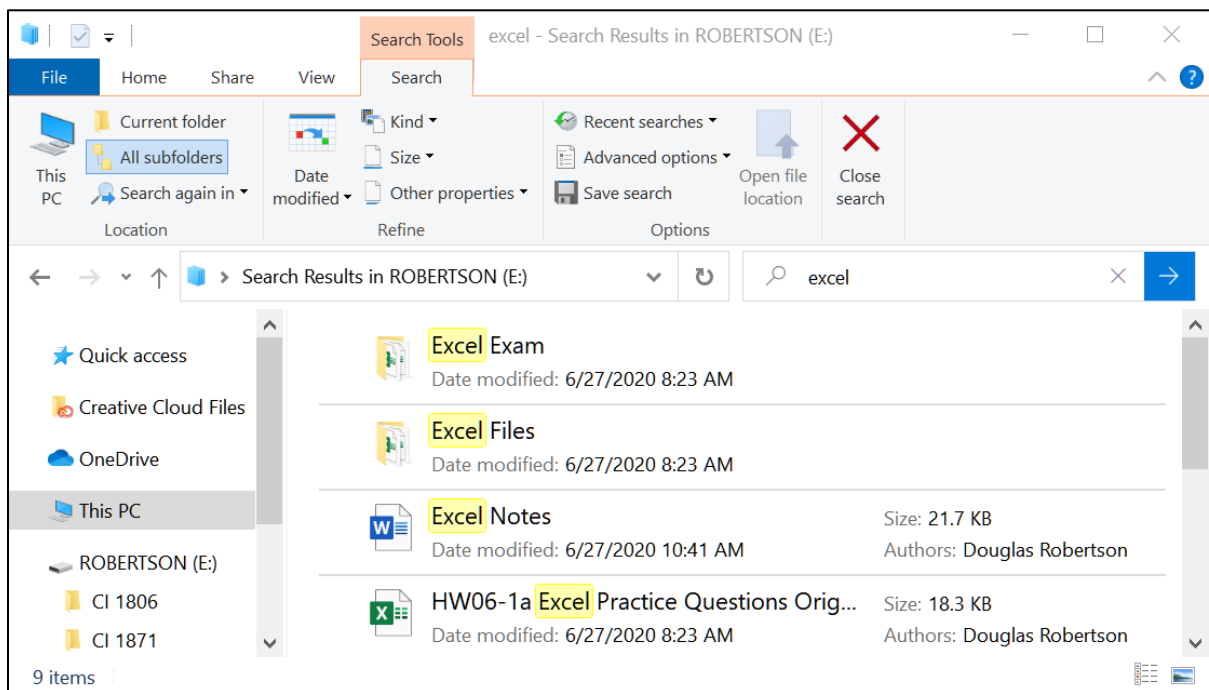 Search Tools excel - Search Results in ROBERTSON (E:)
File Home Share View Search
This PC
Current folder
All subfolders
Search again in
Location
Date modified
Kind
Size
Other properties
Refine
Recent searches
Advanced options
Save search
Open file location
Options
Close search
Search Results in ROBERTSON (E:) excel
Quick access
Creative Cloud Files
OneDrive
This PC
ROBERTSON (E:)
CI 1806
CI 1871
Excel Exam
Date modified: 6/27/2020 8:23 AM
Excel Files
Date modified: 6/27/2020 8:23 AM
Excel Notes Size: 21.7 KB
Date modified: 6/27/2020 10:41 AM Authors: Douglas Robertson
HW06-1a Excel Practice Questions Orig... Size: 18.3 KB
Date modified: 6/27/2020 8:23 AM Authors: Douglas Robertson
9 items